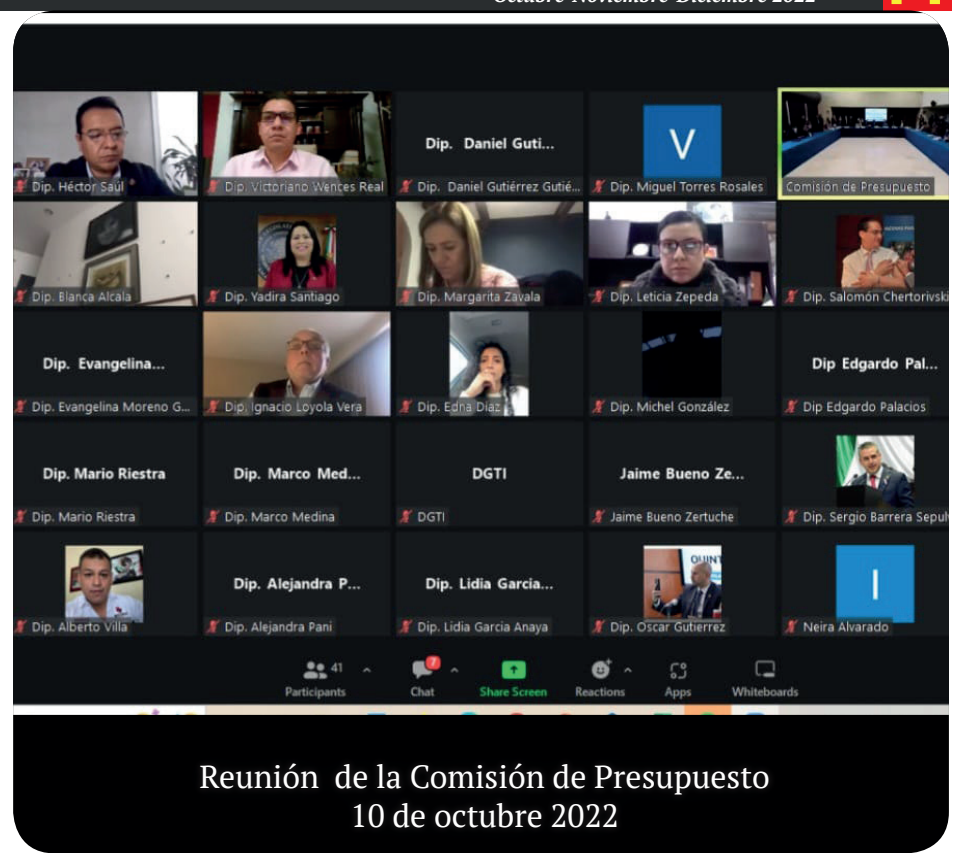 Octubre-Noviembre-Diciembre 2022
Dip. Héctor Saúl
Dip. Victoriano Wences Real
Dip. Daniel Guti...
Dip. Daniel Gutiérrez Gutié...
V
Dip. Miguel Torres Rosales
Comisión de Presupuesto
Dip. Blanca Alcala
Dip. Yadira Santiago
Dip. Margarita Zavala
Dip. Leticia Zepeda
Dip. Salomón Chertorivski
Dip. Evangelina...
Dip. Evangelina Moreno G...
Dip. Ignacio Loyola Vera
Dip. Edna Diaz
Dip. Michel González
Dip Edgardo Pal...
Dip Edgardo Palacios
Dip. Mario Riestra
Dip. Mario Riestra
Dip. Marco Med...
Dip. Marco Medina
DGTI
DGTI
Jaime Bueno Ze...
Jaime Bueno Zertuche
Dip. Sergio Barrera Sepul
Dip. Alberto Villa
Dip. Alejandra P...
Dip. Alejandra Pani
Dip. Lidia Garcia...
Dip. Lidia Garcia Anaya
QUINT
Dip. Oscar Gutierrez
I
Neira Alvarado
41
Participants
7
Chat
Share Screen
Reactions
Apps
Whiteboards
Reunión de la Comisión de Presupuesto
10 de octubre 2022